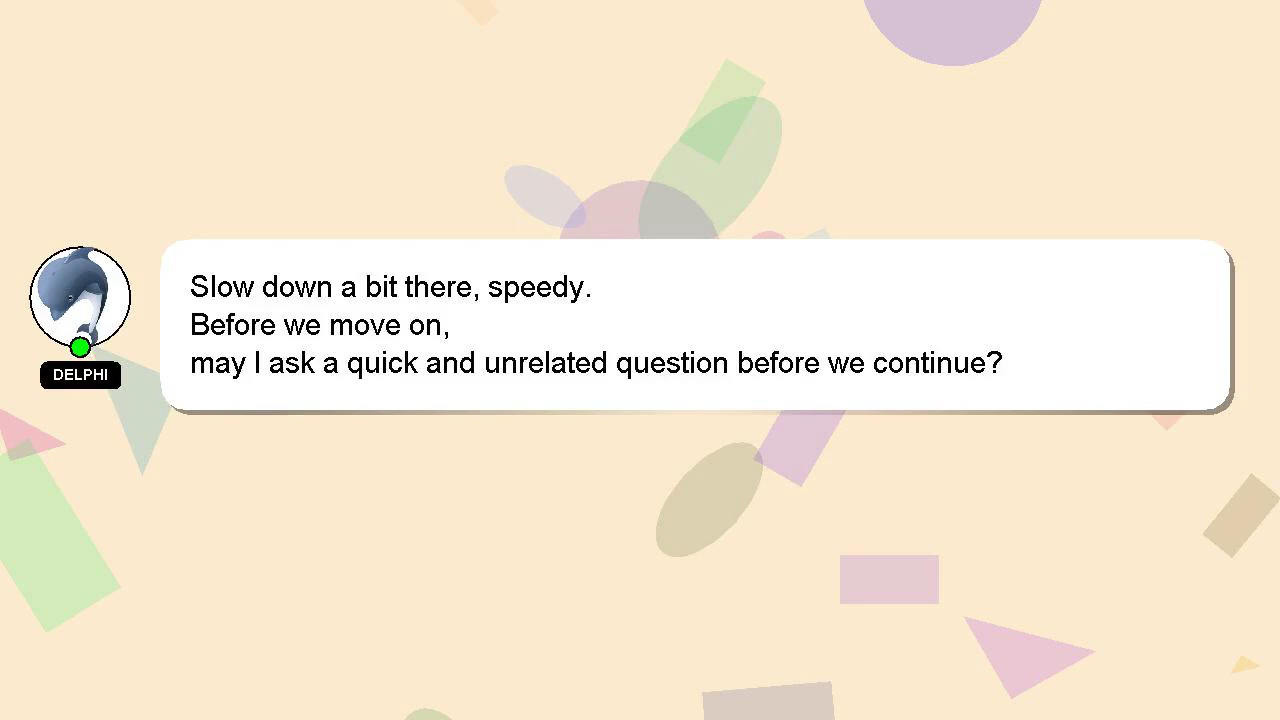 Slow down a bit there, speedy.
Before we move on,
may I ask a quick and unrelated question before we continue?
DELPHI